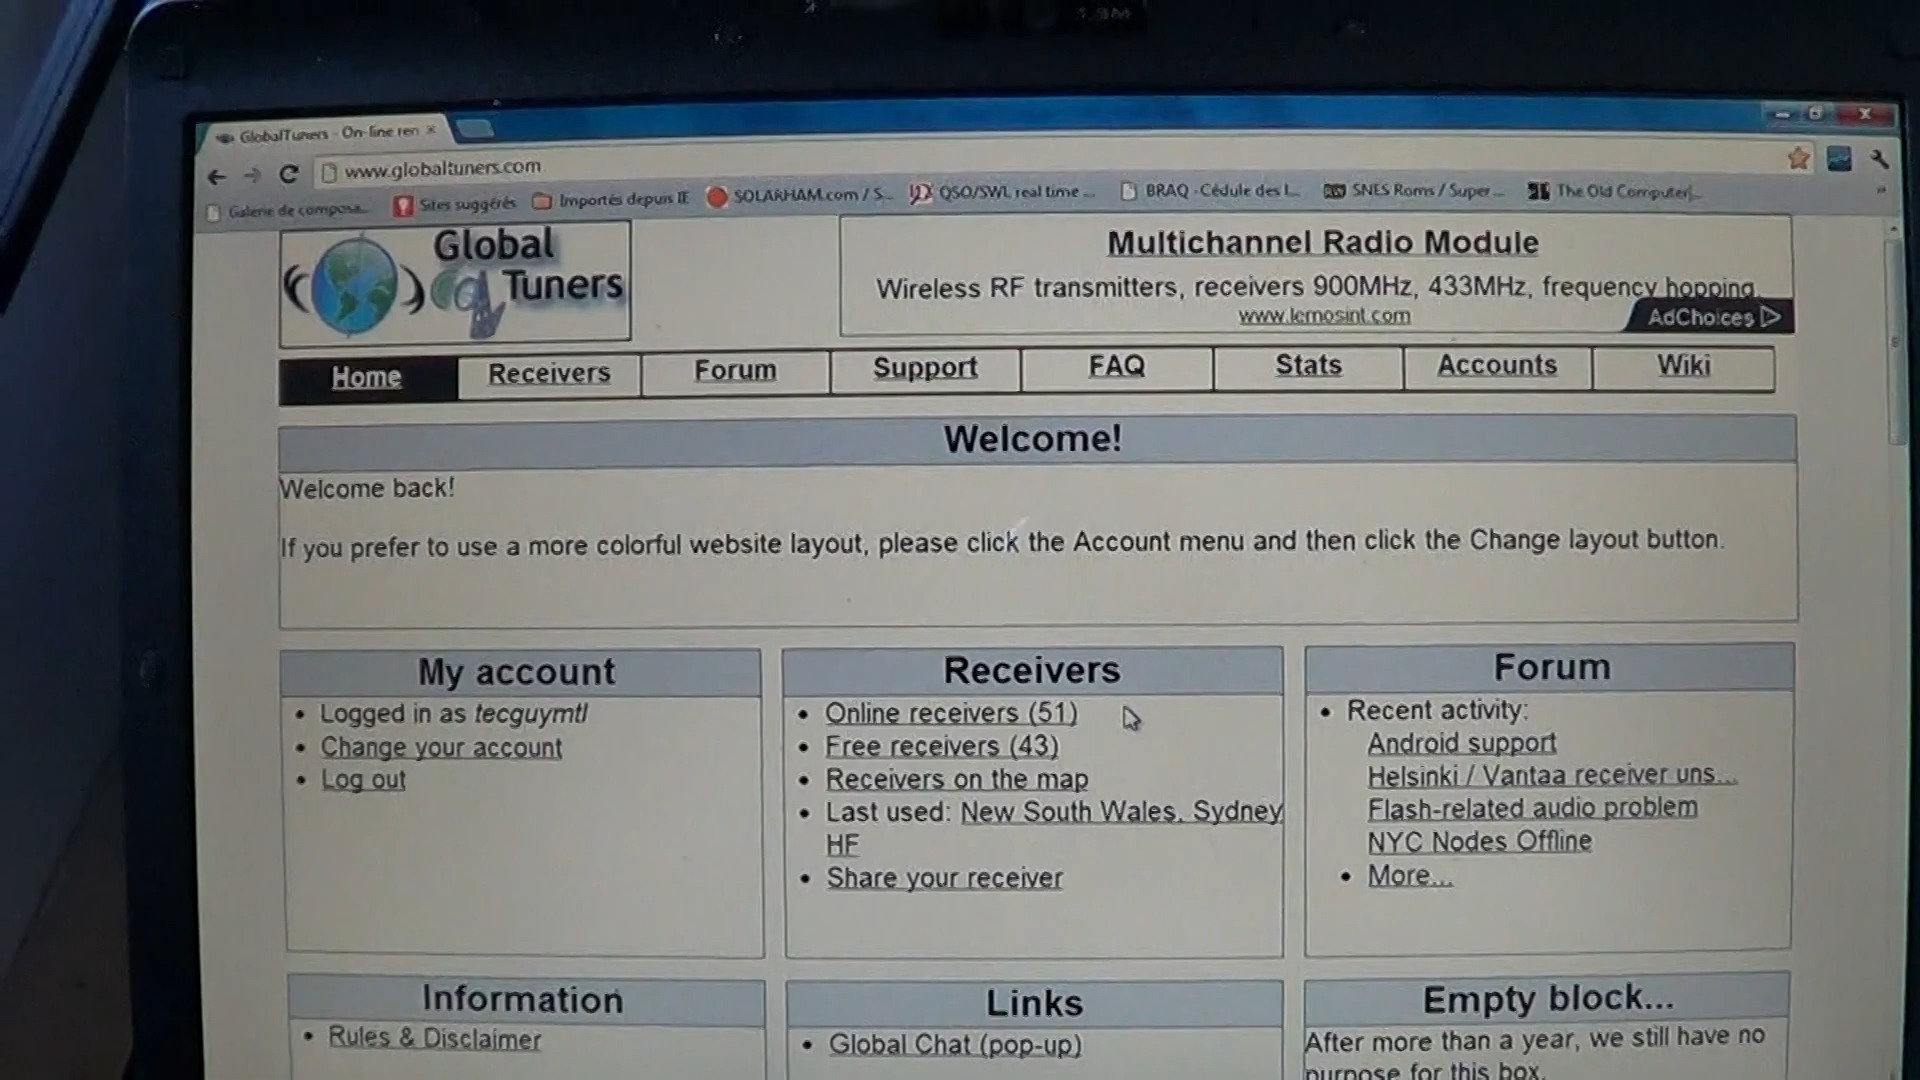 1.3M
GlobalTuners - On-line ren
www.globaltuners.com
Galerie de composa...
Sites suggérés
Importés depuis IE
SOLARHAM.com / S...
QSO/SWL real time ...
BRAQ - Cédule des l...
SNES Roms / Super ...
The Old Computer|...
Global
Tuners
Multichannel Radio Module
Wireless RF transmitters, receivers 900MHz, 433MHz, frequency hopping.
www.lemosint.com
AdChoices
Home Receivers Forum Support FAQ Stats Accounts Wiki
Welcome!
Welcome back!
If you prefer to use a more colorful website layout, please click the Account menu and then click the Change layout button.
My account
• Logged in as tecguymtl
• Change your account
• Log out
Receivers
• Online receivers (51)
• Free receivers (43)
• Receivers on the map
• Last used: New South Wales, Sydney
HF
• Share your receiver
Forum
• Recent activity:
Android support
Helsinki / Vantaa receiver uns...
Flash-related audio problem
NYC Nodes Offline
• More...
Information
• Rules & Disclaimer
Links
• Global Chat (pop-up)
Empty block...
After more than a year, we still have no
purpose for this box.